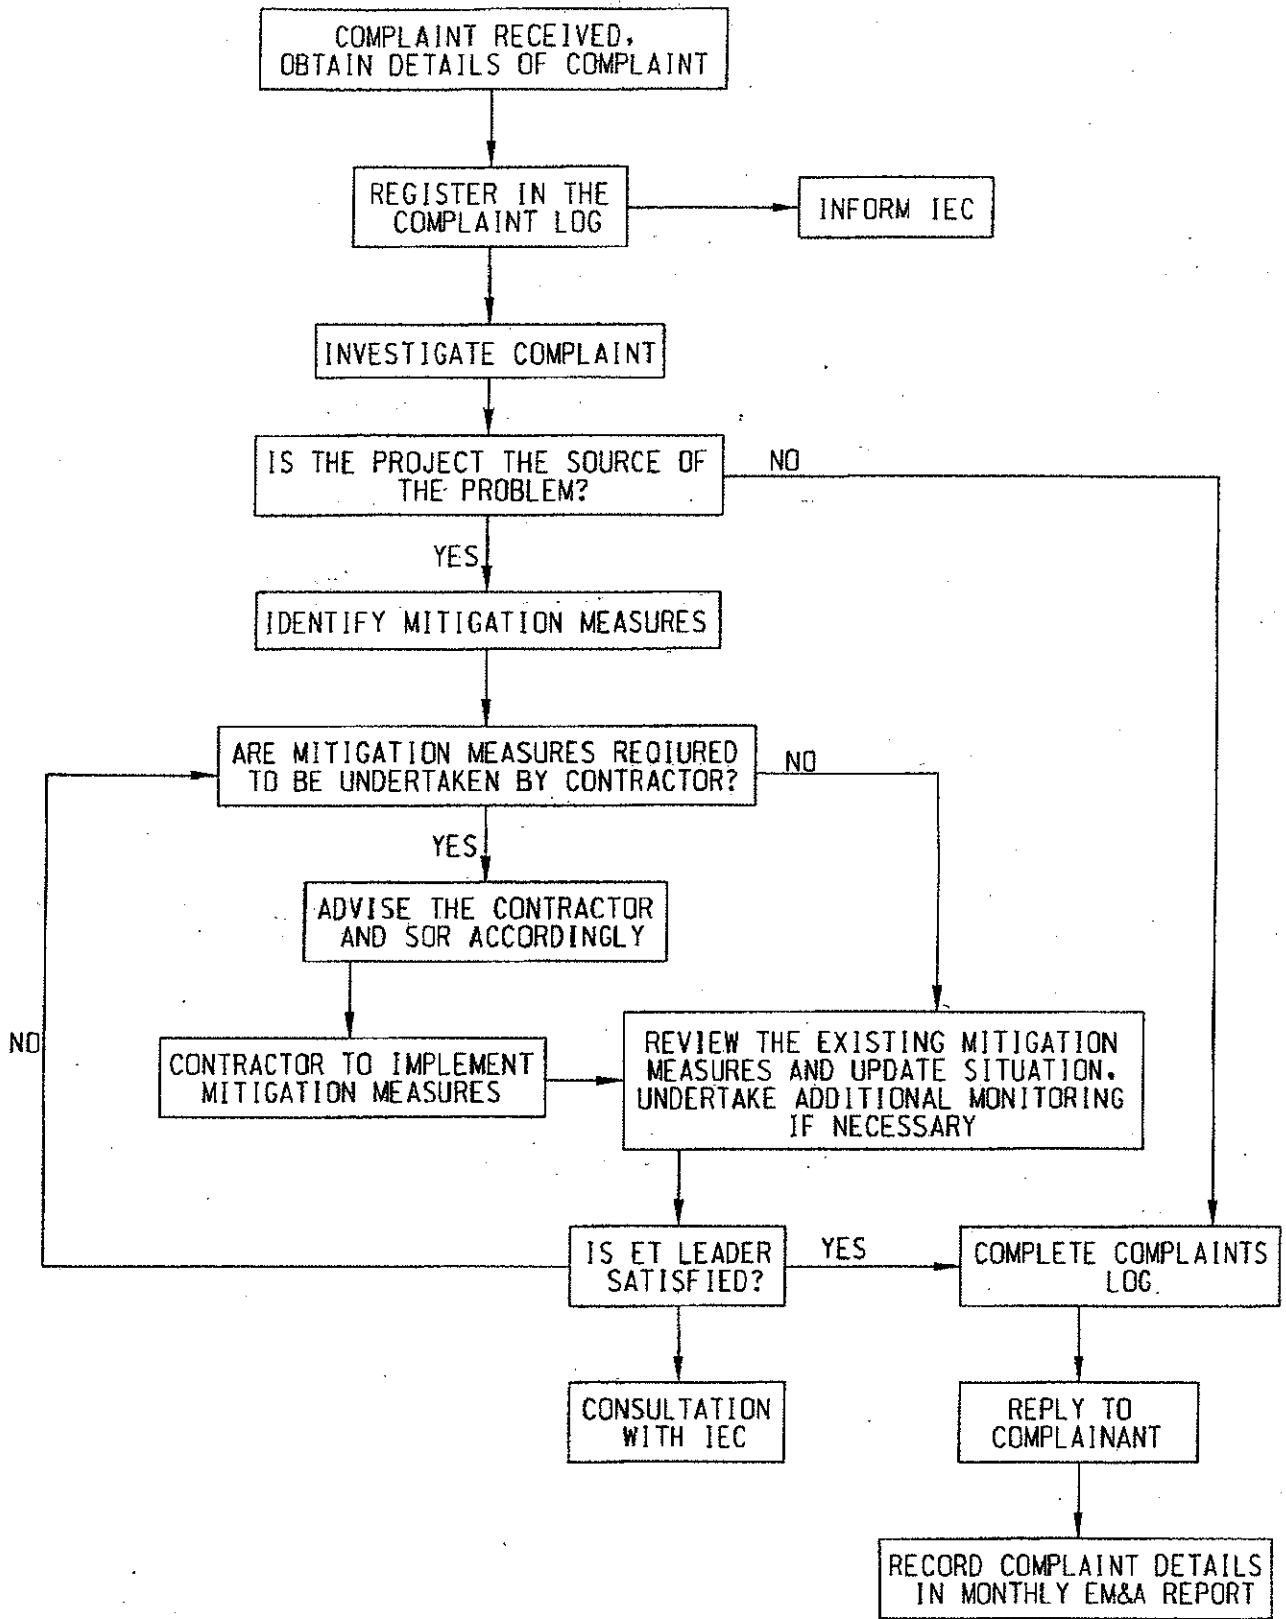 COMPLAINT RECEIVED,
OBTAIN DETAILS OF COMPLAINT
REGISTER IN THE
COMPLAINT LOG
INFORM IEC
INVESTIGATE COMPLAINT
IS THE PROJECT THE SOURCE OF
THE PROBLEM?
NO
YES
IDENTIFY MITIGATION MEASURES
ARE MITIGATION MEASURES REQIURED
TO BE UNDERTAKEN BY CONTRACTOR?
NO
YES
ADVISE THE CONTRACTOR
AND SOR ACCORDINGLY
NO
CONTRACTOR TO IMPLEMENT
MITIGATION MEASURES
REVIEW THE EXISTING MITIGATION
MEASURES AND UPDATE SITUATION.
UNDERTAKE ADDITIONAL MONITORING
IF NECESSARY
IS ET LEADER
SATISFIED?
YES
COMPLETE COMPLAINTS
LOG
CONSULTATION
WITH IEC
REPLY TO
COMPLAINANT
RECORD COMPLAINT DETAILS
IN MONTHLY EM&A REPORT